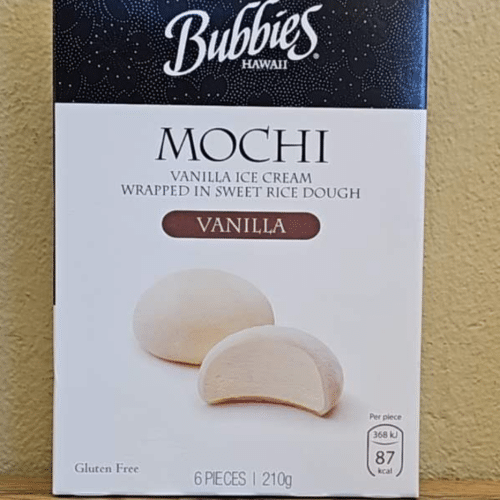 Bubbies
HAWAII
MOCHI
VANILLA ICE CREAM
WRAPPED IN SWEET RICE DOUGH
VANILLA
Per piece
368 kJ
87
kcal
Gluten Free
6 PIECES | 210g